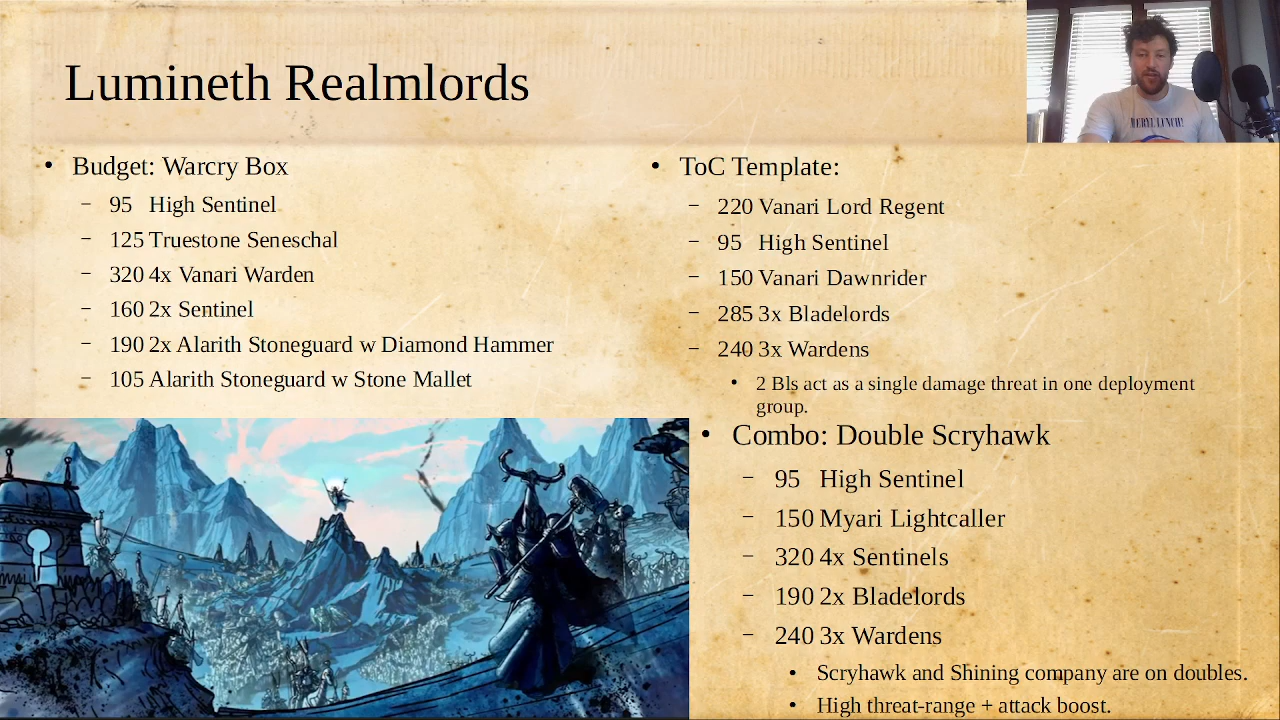 Lumineth Realmlords
• Budget: Warcry Box
– 95 High Sentinel
– 125 Truestone Seneschal
– 320 4x Vanari Warden
– 160 2x Sentinel
– 190 2x Alarith Stoneguard w Diamond Hammer
– 105 Alarith Stoneguard w Stone Mallet
• ToC Template:
– 220 Vanari Lord Regent
– 95 High Sentinel
– 150 Vanari Dawnrider
– 285 3x Bladelords
– 240 3x Wardens
• 2 Bls act as a single damage threat in one deployment
group.
• Combo: Double Scryhawk
– 95 High Sentinel
– 150 Myari Lightcaller
– 320 4x Sentinels
– 190 2x Bladelords
– 240 3x Wardens
• Scryhawk and Shining company are on doubles.
• High threat-range + attack boost.